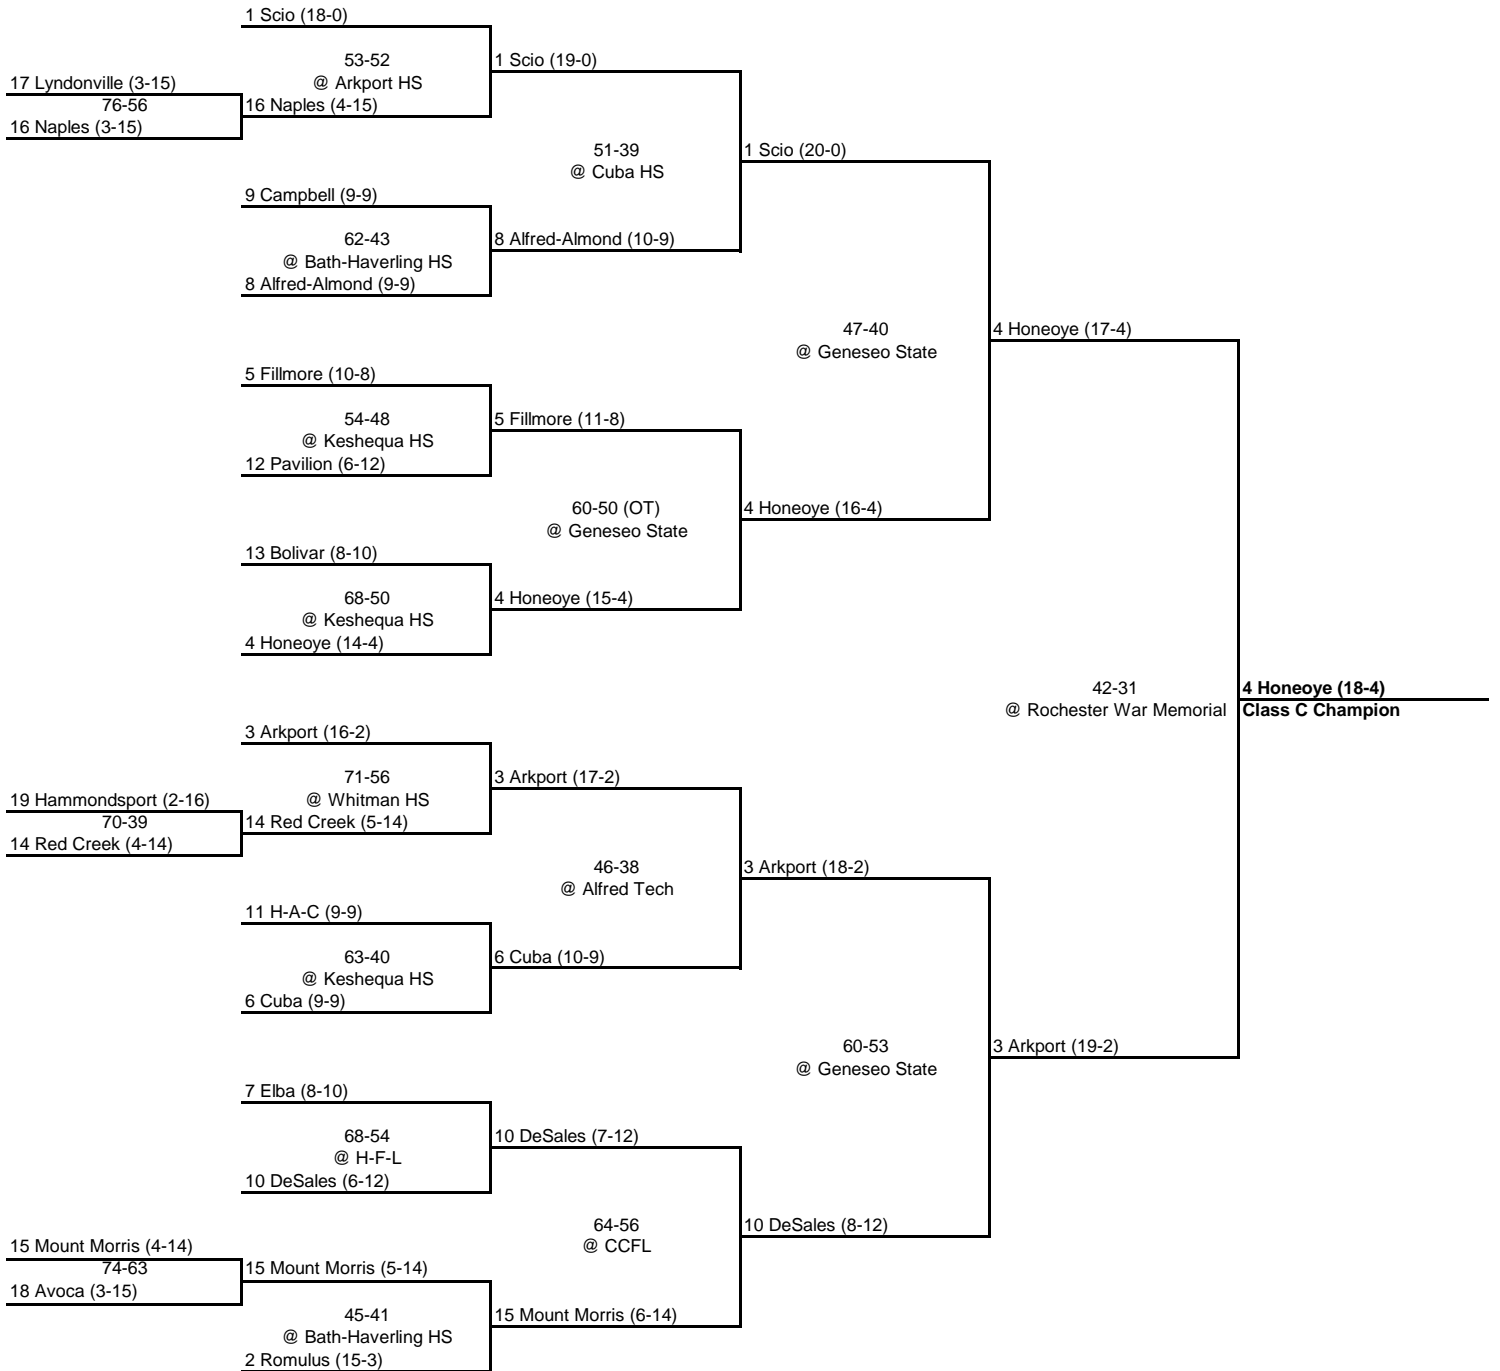 1 Scio (18-0)
53-52
@ Arkport HS
1 Scio (19-0)
17 Lyndonville (3-15)
76-56
16 Naples (4-15)
16 Naples (3-15)
51-39
@ Cuba HS
1 Scio (20-0)
9 Campbell (9-9)
62-43
@ Bath-Haverling HS
8 Alfred-Almond (10-9)
8 Alfred-Almond (9-9)
47-40
@ Geneseo State
4 Honeoye (17-4)
5 Fillmore (10-8)
54-48
@ Keshequa HS
5 Fillmore (11-8)
12 Pavilion (6-12)
60-50 (OT)
@ Geneseo State
4 Honeoye (16-4)
13 Bolivar (8-10)
68-50
@ Keshequa HS
4 Honeoye (15-4)
4 Honeoye (14-4)
42-31
@ Rochester War Memorial
4 Honeoye (18-4)
Class C Champion
3 Arkport (16-2)
71-56
@ Whitman HS
3 Arkport (17-2)
19 Hammondsport (2-16)
70-39
14 Red Creek (5-14)
14 Red Creek (4-14)
46-38
@ Alfred Tech
3 Arkport (18-2)
11 H-A-C (9-9)
63-40
@ Keshequa HS
6 Cuba (10-9)
6 Cuba (9-9)
60-53
@ Geneseo State
3 Arkport (19-2)
7 Elba (8-10)
68-54
@ H-F-L
10 DeSales (7-12)
10 DeSales (6-12)
64-56
@ CCFL
10 DeSales (8-12)
15 Mount Morris (4-14)
74-63
15 Mount Morris (5-14)
18 Avoca (3-15)
45-41
@ Bath-Haverling HS
15 Mount Morris (6-14)
2 Romulus (15-3)